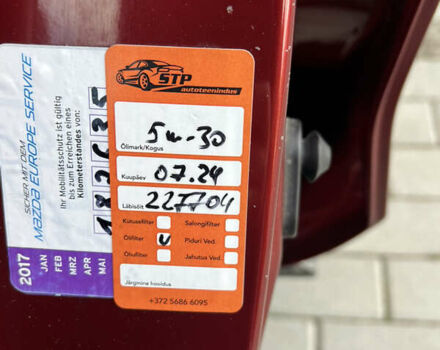 STP
autoteenindus
5w-30
Õlimark/Kogus
Kuupäev 07.24
Läbisõit 227704
Kütusefilter Salongifilter
Õlifilter v Piduri Ved.
Õhufilter Jahutus Ved.
Järgmine hooldus
+372 5686 6095
SICHER MIT DEM
MAZDA EUROPE SERVICE
Ihr Mobilitätsschutz ist gültig
bis zum Erreichen eines
Kilometerstandes von:
2017
JAN
FEB
MRZ
APR
MAI